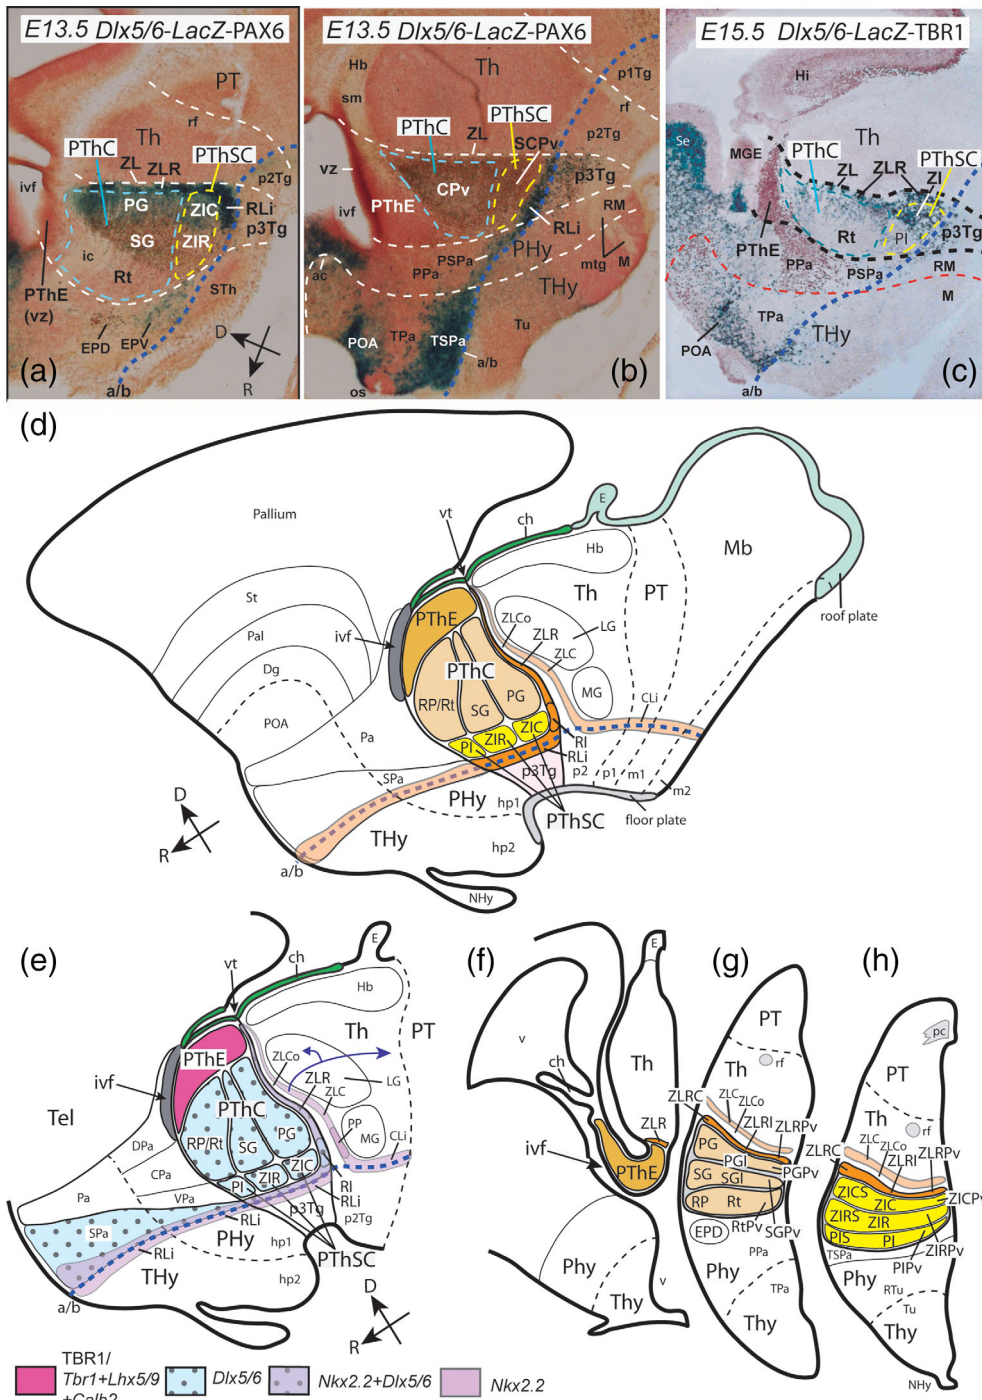 E13.5 Dlx5/6-LacZ-PAX6
PT
rf
Th
PThC
ZL
ZLR
PThSC
p2Tg
ivf
PG
ZIC
RLi
p3Tg
SG
ZIR
ic
Rt
PThE
(vz)
STh
EPD
EPV
D
R
(a)
a/b
E13.5 Dlx5/6-LacZ-PAX6
Hb
Th
p1Tg
sm
rf
PThC
ZL
PThSC
SCPv
p2Tg
vz
CPv
p3Tg
PThE
RM
ivf
RLi
PHy
PSPa
mtg
M
ac
PPa
THy
POA
TPa
TSPa
Tu
a/b
os
(b)
E15.5 Dlx5/6-LacZ-TBR1
Hi
Th
Se
MGE
PThC
ZL
ZLR
PThSC
ZI
Rt
PI
p3Tg
PThE
PPa
PSPa
RM
M
TPa
THy
POA
a/b
(c)
(d)
Pallium
vt
ch
E
Hb
Mb
Th
PT
roof plate
St
Pal
Dg
POA
ivf
PThE
ZLCo
ZLR
LG
ZLC
PThC
RP/Rt
SG
PG
MG
CLi
Pa
PI
ZIR
ZIC
RI
RLi
SPa
p3Tg
p2
p1
m1
m2
PHy
hp1
PThSC
floor plate
THy
hp2
a/b
NHy
D
R
(e)
E
vt
ch
Hb
Th
PT
PThE
ZLCo
ZLR
LG
ZLC
ivf
PThC
Tel
RP/Rt
SG
PG
PP
MG
CLi
DPa
CPa
VPa
PI
ZIR
ZIC
RI
RLi
Pa
p3Tg
p2Tg
SPa
RLi
PHy
hp1
PThSC
THy
hp2
a/b
D
R
(f)
E
v
ch
Th
ZLR
ivf
PThE
Phy
Thy
v
(g)
PT
Th
rf
ZLRC
ZLC
ZLCo
ZLRI
ZLRPv
PG
PGI
PGPv
SG
SGI
RP
Rt
RtPv
SGPv
EPD
PPa
Phy
TPa
Thy
(h)
pc
PT
Th
rf
ZLRC
ZLC
ZLCo
ZLRI
ZLRPv
ZICS
ZIC
ZICPv
ZIRS
ZIR
PIS
PI
ZIRPv
TSPa
PIPv
Phy
RTu
Tu
Thy
NHy
TBR1/
Tbr1+Lhx5/9
+Calb2
Dlx5/6
Nkx2.2+Dlx5/6
Nkx2.2